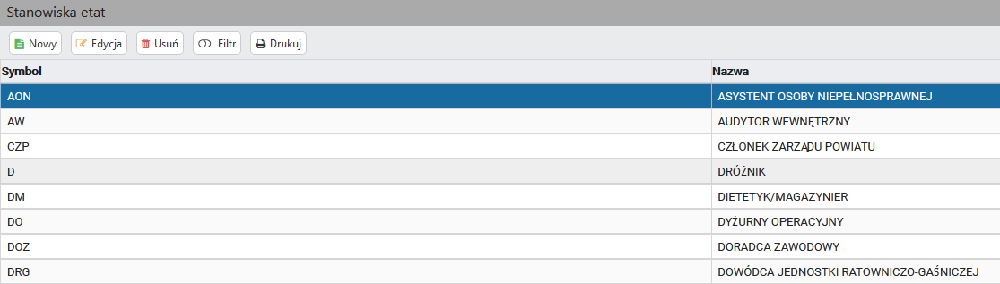 Stanowiska etat
Nowy Edycja Usuń Filtr Drukuj
Symbol Nazwa
AON ASYSTENT OSOBY NIEPEŁNOSPRAWNEJ
AW AUDYTOR WEWNĘTRZNY
CZP CZŁONEK ZARZĄDU POWIATU
D DRÓŻNIK
DM DIETETYK/MAGAZYNIER
DO DYŻURNY OPERACYJNY
DOZ DORADCA ZAWODOWY
DRG DOWÓDCA JEDNOSTKI RATOWNICZO-GAŚNICZEJ